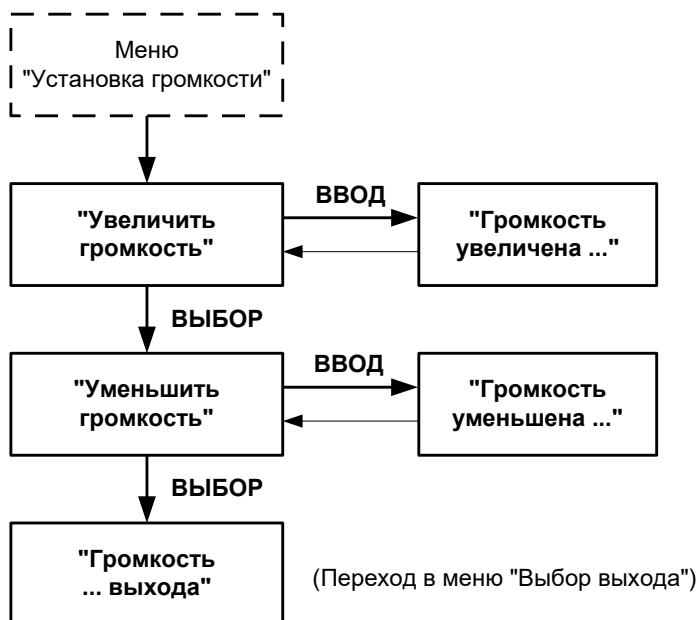 Меню
"Установка громкости"
"Увеличить
громкость"
ВВОД
"Громкость
увеличена ..."
ВЫБОР
"Уменьшить
громкость"
ВВОД
"Громкость
уменьшена ..."
ВЫБОР
"Громкость
... выхода"
(Переход в меню "Выбор выхода")